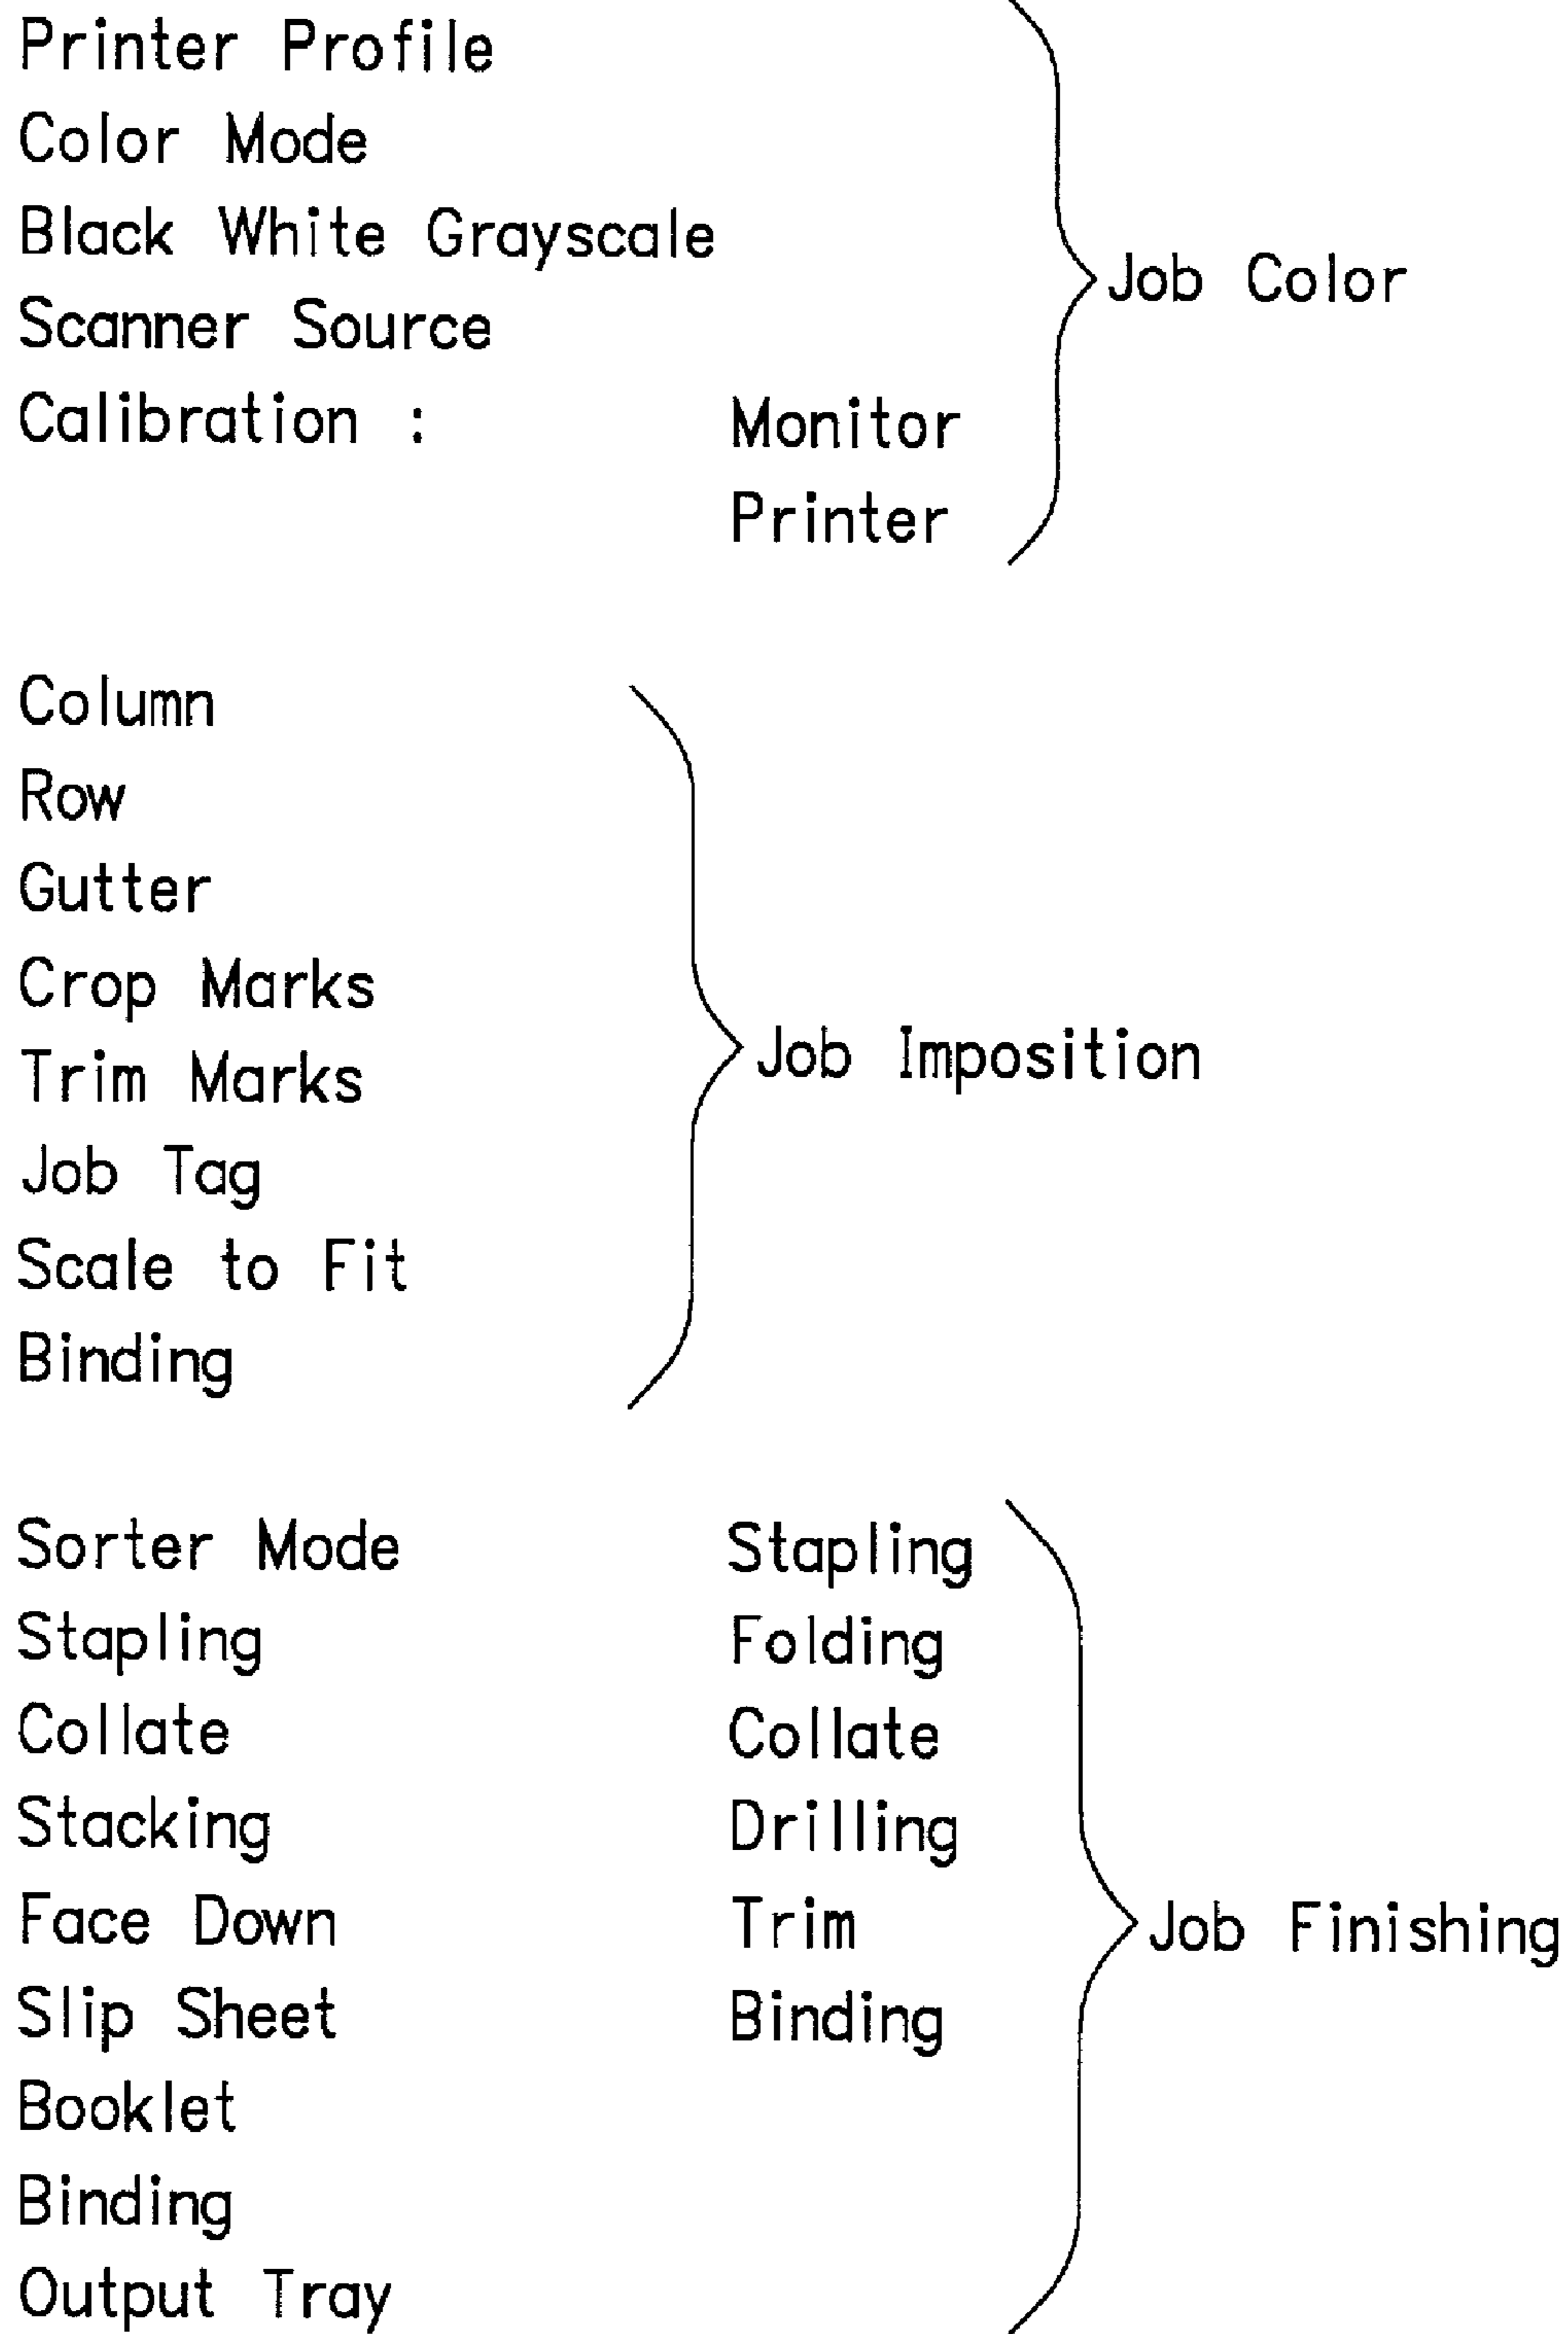 Printer Profile
Color Mode
Black White Grayscale
Job Color
Scanner Source
Calibration : Monitor
Printer
Column
Row
Gutter
Crop Marks
Job Imposition
Trim Marks
Job Tag
Scale to Fit
Binding
Sorter Mode Stapling
Stapling Folding
Collate Collate
Stacking Drilling
Face Down Trim Job Finishing
Slip Sheet Binding
Booklet
Binding
Output Tray